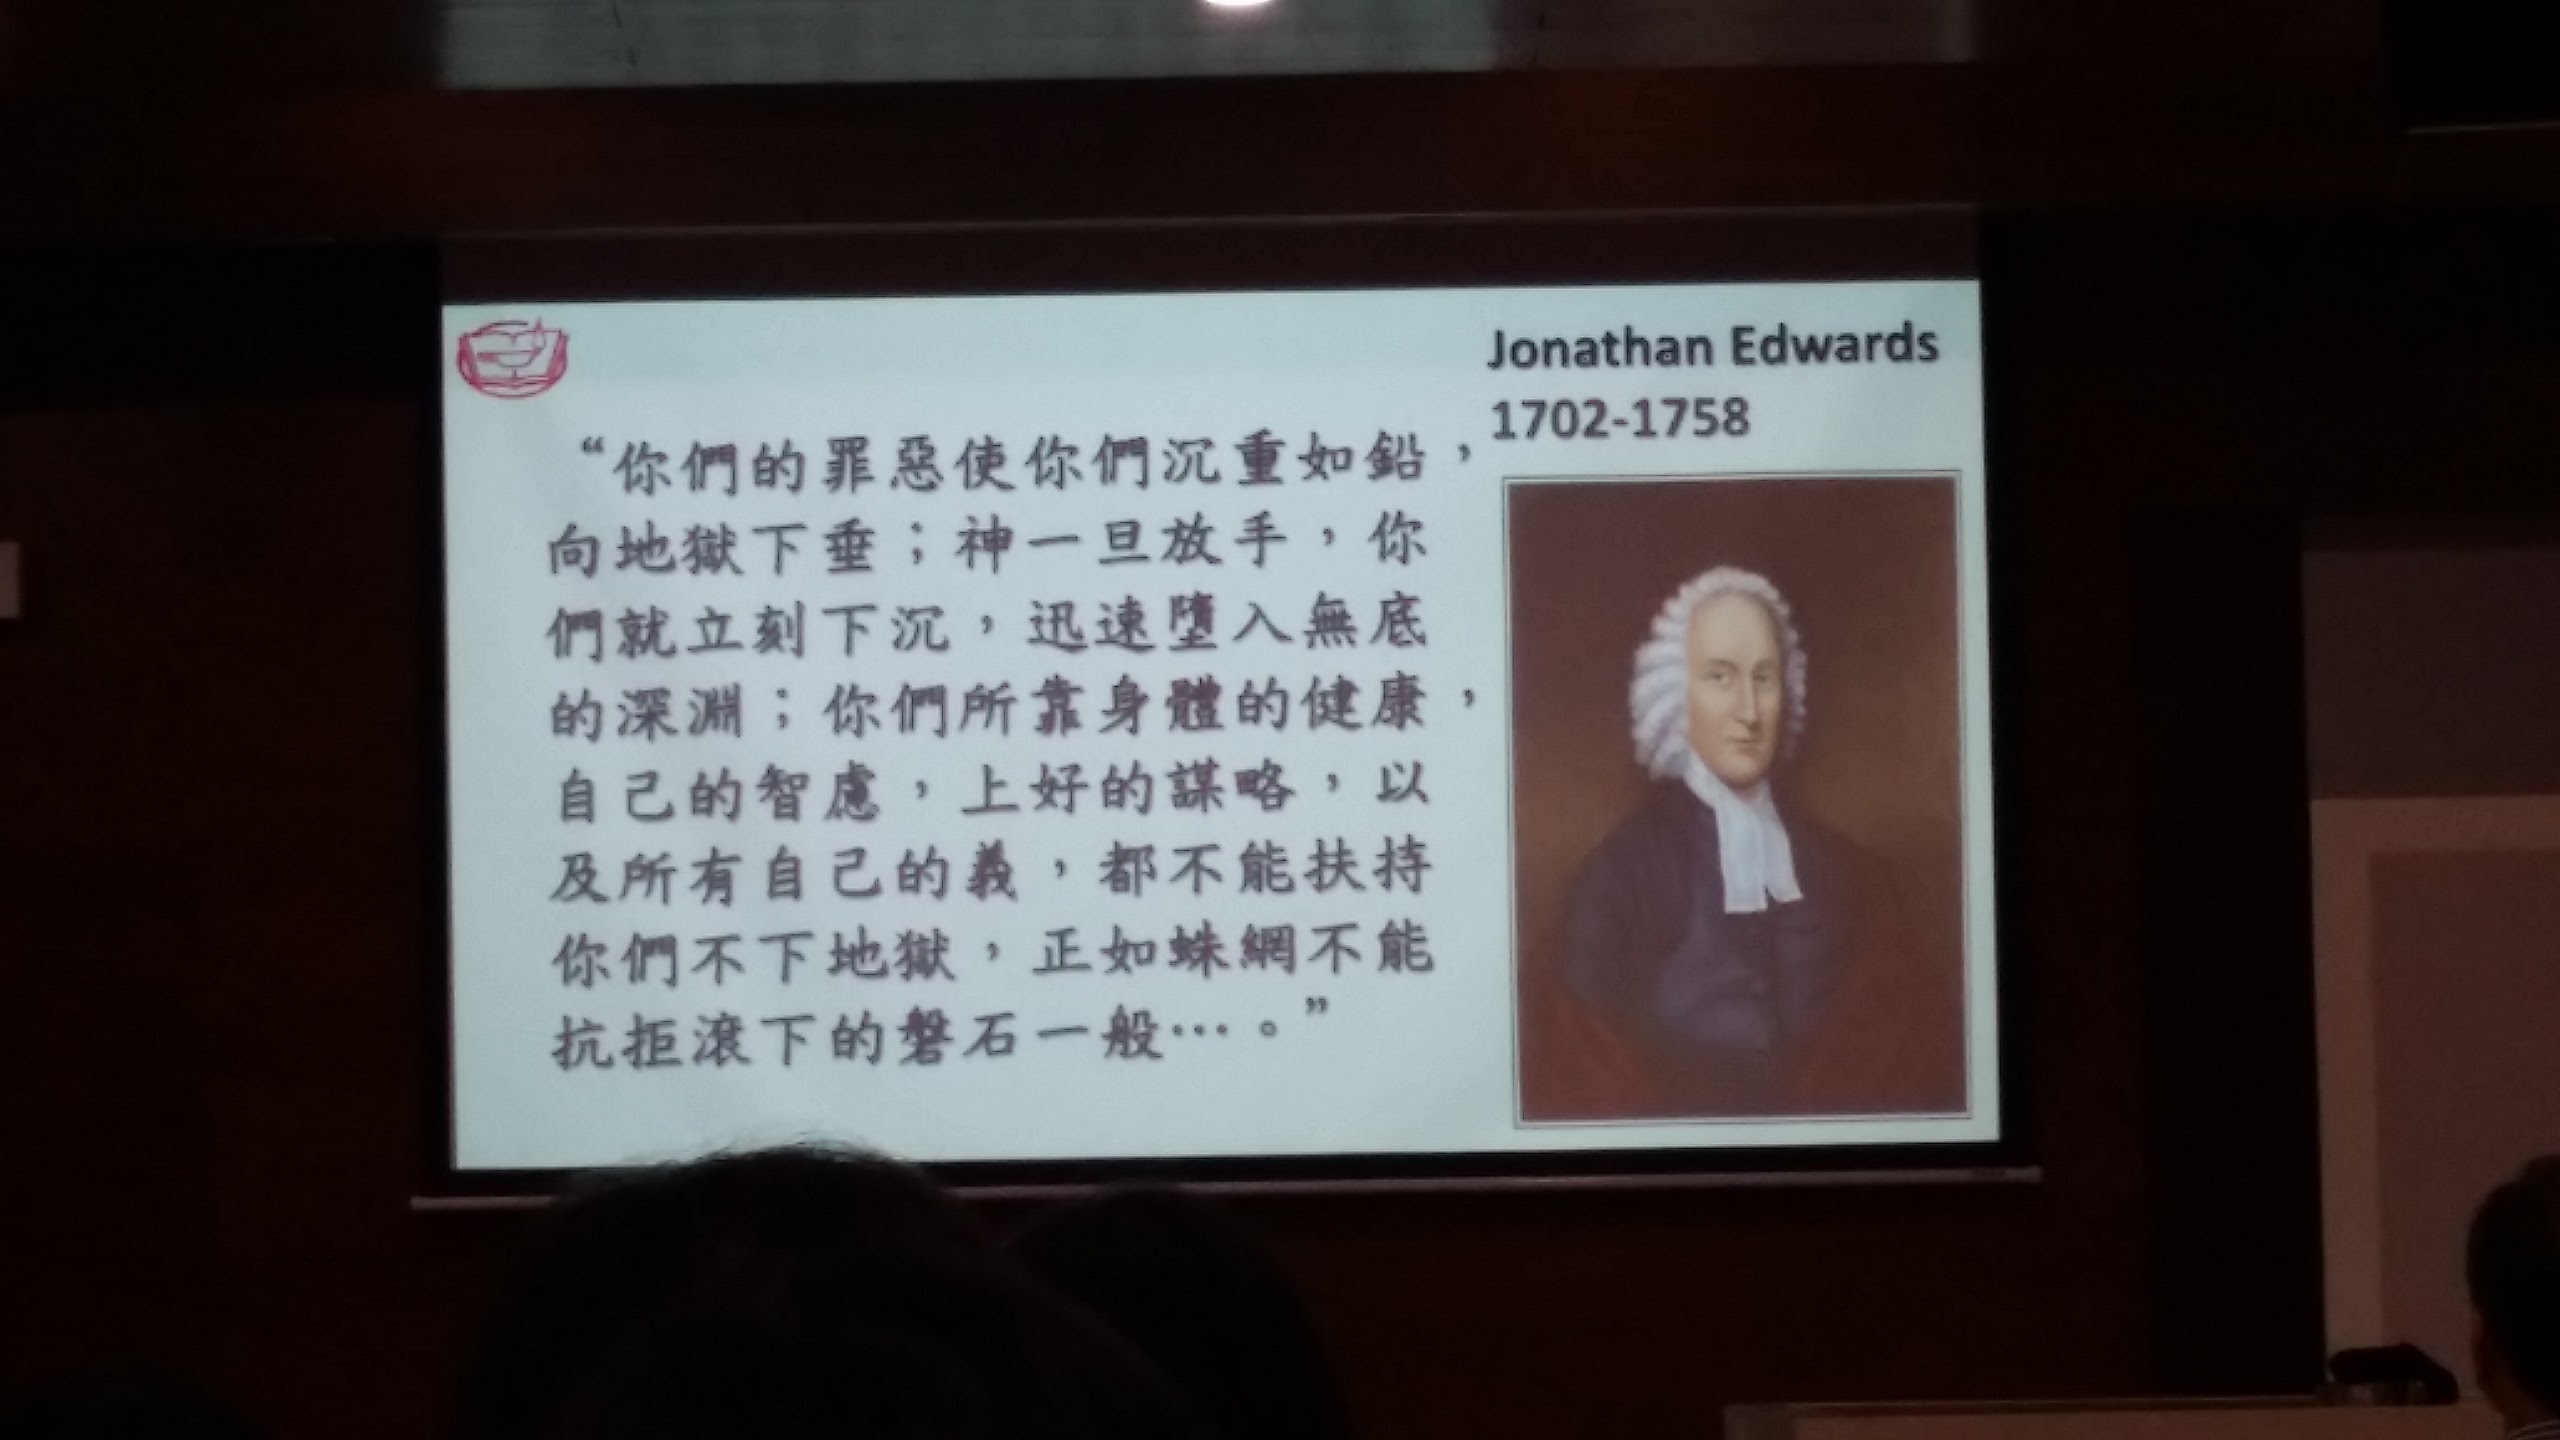 Jonathan Edwards
1702-1758
“你們的罪惡使你們沉重如鉛，
向地獄下垂；神一旦放手，你
們就立刻下沉，迅速墮入無底
的深淵；你們所靠身體的健康，
自己的智慮，上好的謀略，以
及所有自己的義，都不能扶持
你們不下地獄，正如蛛網不能
抗拒滾下的磐石一般…。”